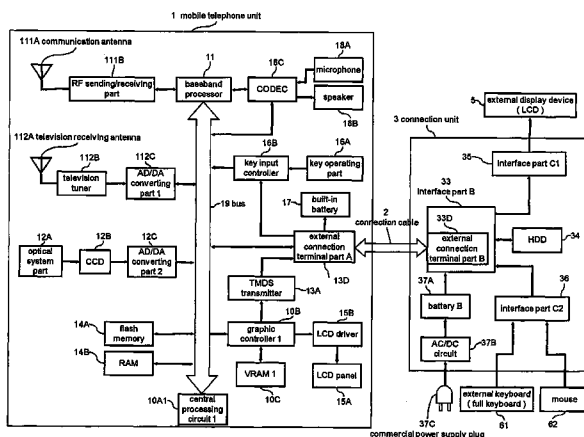 1 mobile telephone unit
111A communication antenna
111B
RF sending/receiving
part
11
baseband
processor
18C
CODEC
18A
microphone
speaker
18B
112A television receiving antenna
112B
television
tuner
112C
AD/DA
converting
part 1
16B
key input
controller
16A
key operating
part
17
built-in
battery
19 bus
12A
optical
system
part
12B
CCD
12C
AD/DA
converting
part 2
external connection
terminal part A
13D
TMDS
transmitter
13A
14A
flash
memory
14B
RAM
10B
graphic
controller 1
15B
LCD driver
VRAM 1
10C
LCD panel
15A
10A1
central
processing
circuit 1
2
connection cable
5
external display device
( LCD )
3 connection unit
35
interface part C1
33
Interface part B
33D
external connection
terminal part B
HDD
34
37A
battery B
36
interface part C2
AC/DC
circuit
37B
37C
commercial power supply plug
external keyboard
( full keyboard )
61
mouse
62